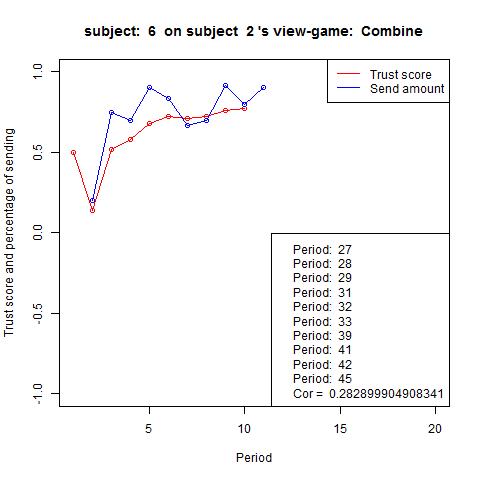 subject:  6  on subject  2 's view-game:  Combine
Trust score
Send amount
Trust score and percentage of sending
1.0
0.5
0.0
-0.5
-1.0
Period:  27
Period:  28
Period:  29
Period:  31
Period:  32
Period:  33
Period:  39
Period:  41
Period:  42
Period:  45
Cor =  0.282899904908341
5
10
15
20
Period